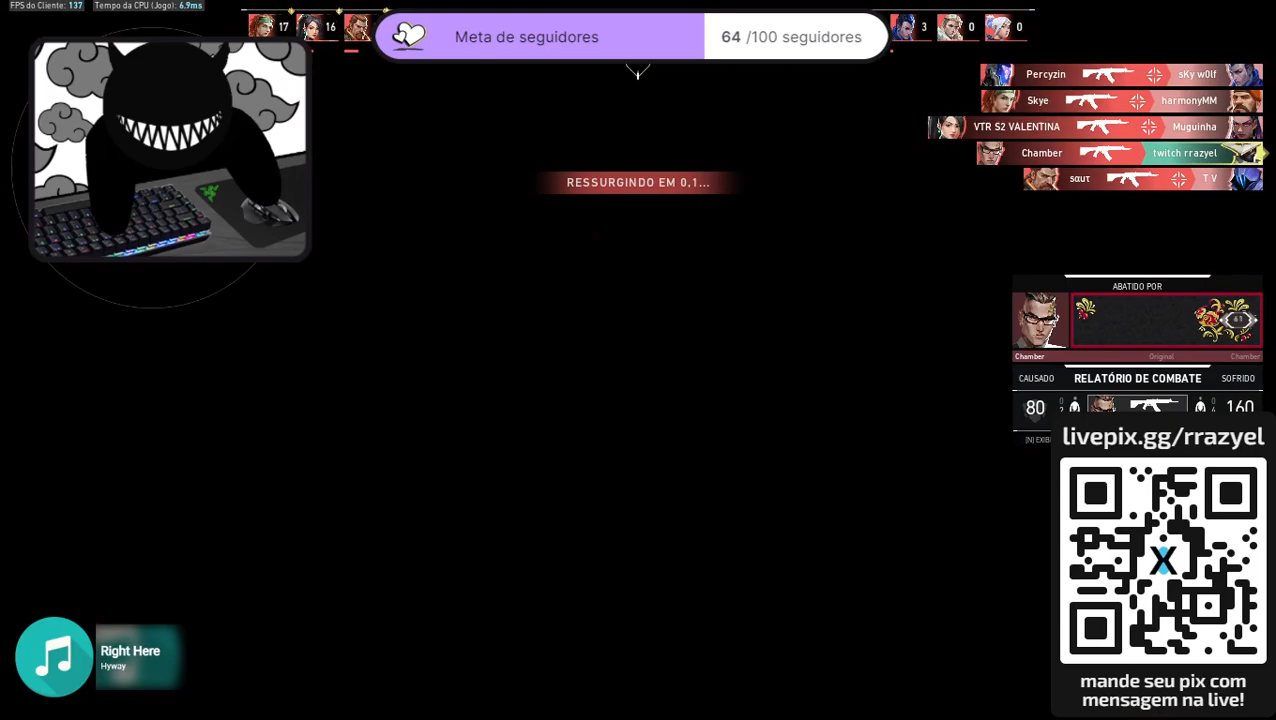 FPS do Cliente: 137 Tempo da CPU (Jogo): 6.9ms
17
16
3
0
0
Meta de seguidores
64 /100 seguidores
Percyzin sKy w0lf
Skye harmonyMM
VTR S2 VALENTINA Muguinha
Chamber twitch rrazyel
sαuτ T V
RESSURGINDO EM 0,1...
ABATIDO POR
61
Chamber Original Chamber
CAUSADO RELATÓRIO DE COMBATE SOFRIDO
80 160
livepix.gg/rrazyel
X
mande seu pix com
mensagem na live!
Right Here
Hyway